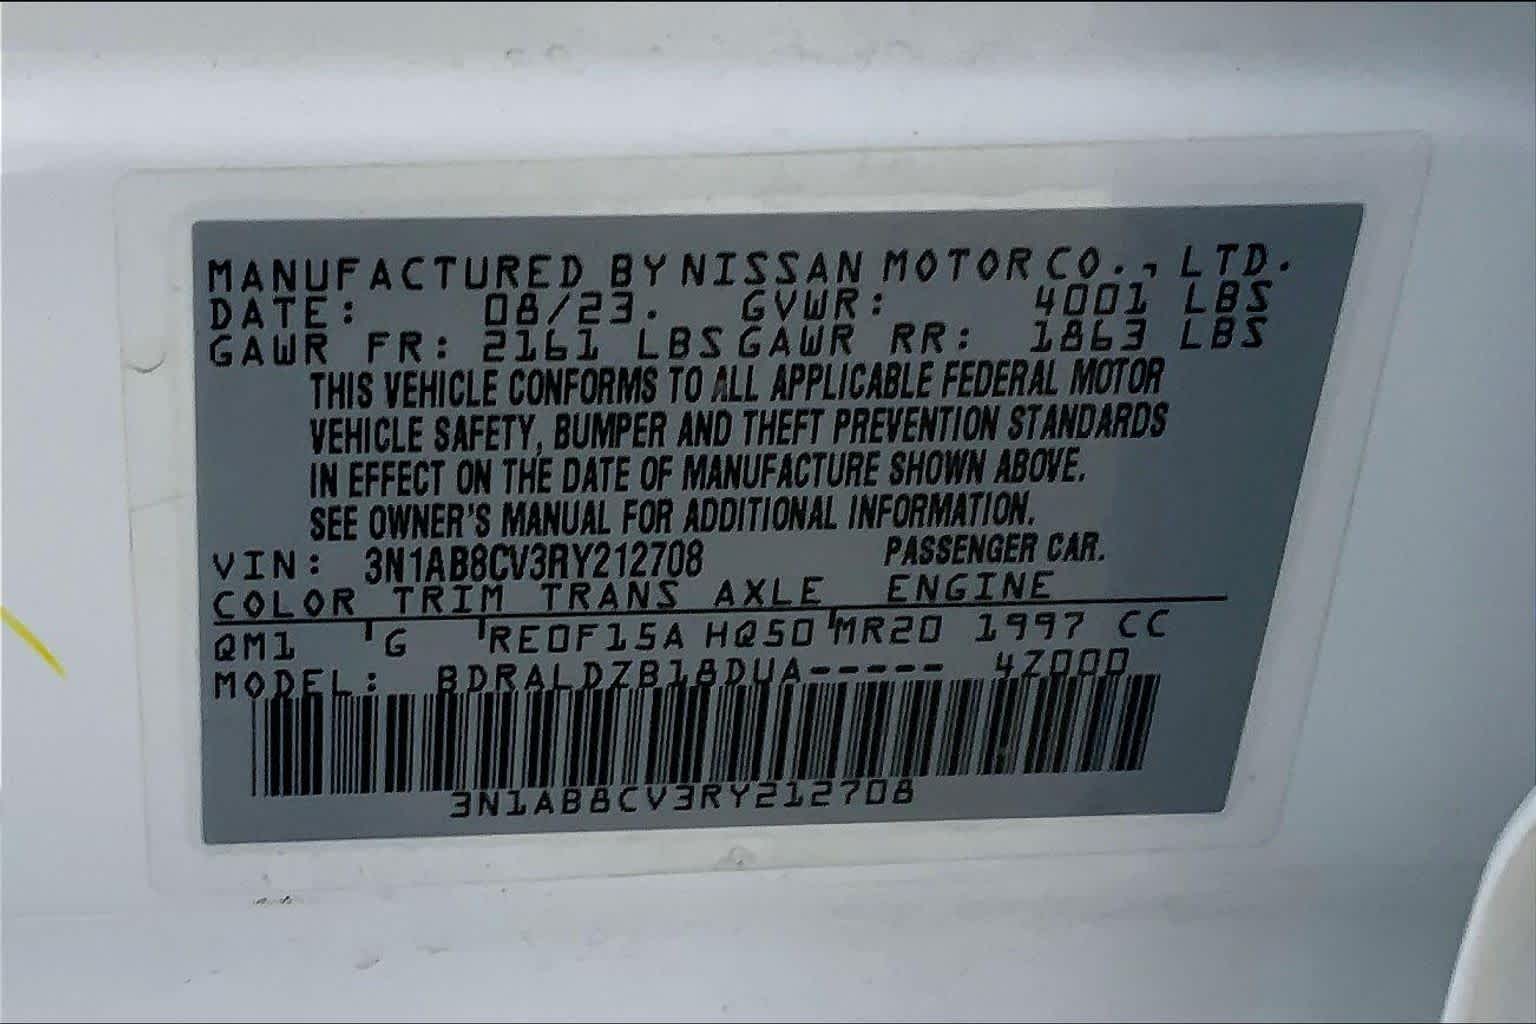 MANUFACTURED BY NISSAN MOTOR CO., LTD.
DATE: 08/23. GVWR: 4001 LBS
GAWR FR: 2161 LBS GAWR RR: 1863 LBS
THIS VEHICLE CONFORMS TO ALL APPLICABLE FEDERAL MOTOR
VEHICLE SAFETY, BUMPER AND THEFT PREVENTION STANDARDS
IN EFFECT ON THE DATE OF MANUFACTURE SHOWN ABOVE.
SEE OWNER'S MANUAL FOR ADDITIONAL INFORMATION.
VIN: 3N1AB8CV3RY212708 PASSENGER CAR.
COLOR TRIM TRANS AXLE ENGINE
QM1 G RE0F15A HQ50 MR20 1997 CC
MODEL: BDRALDZB18DUA----- 4Z000
3N1AB8CV3RY212708